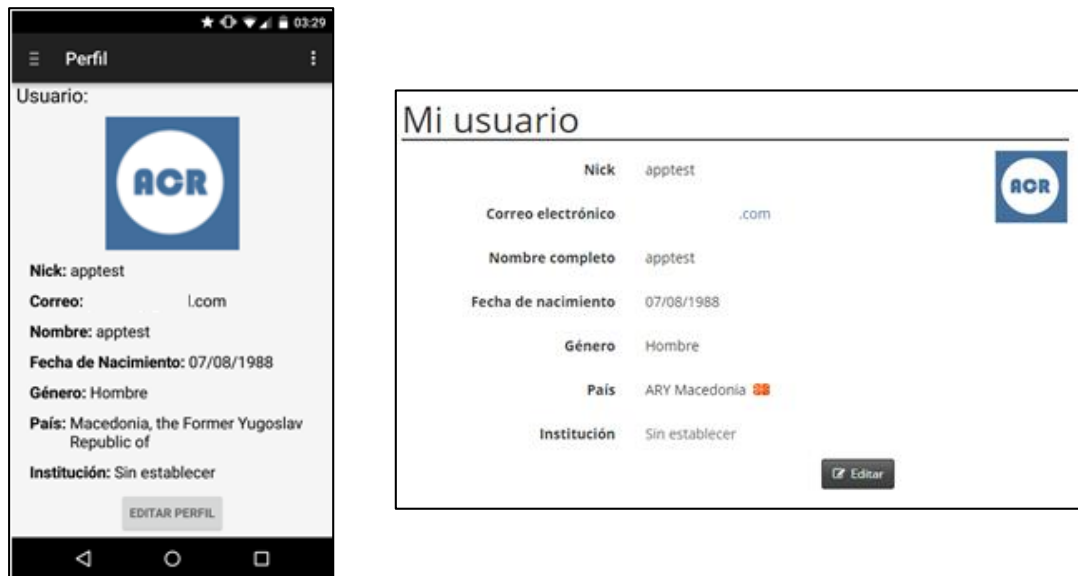 03:29
Perfil
Usuario:
ACR
Nick: apptest
Correo: l.com
Nombre: apptest
Fecha de Nacimiento: 07/08/1988
Género: Hombre
País: Macedonia, the Former Yugoslav
Republic of
Institución: Sin establecer
EDITAR PERFIL
Mi usuario
ACR
Nick apptest
Correo electrónico .com
Nombre completo apptest
Fecha de nacimiento 07/08/1988
Género Hombre
País ARY Macedonia
Institución Sin establecer
Editar